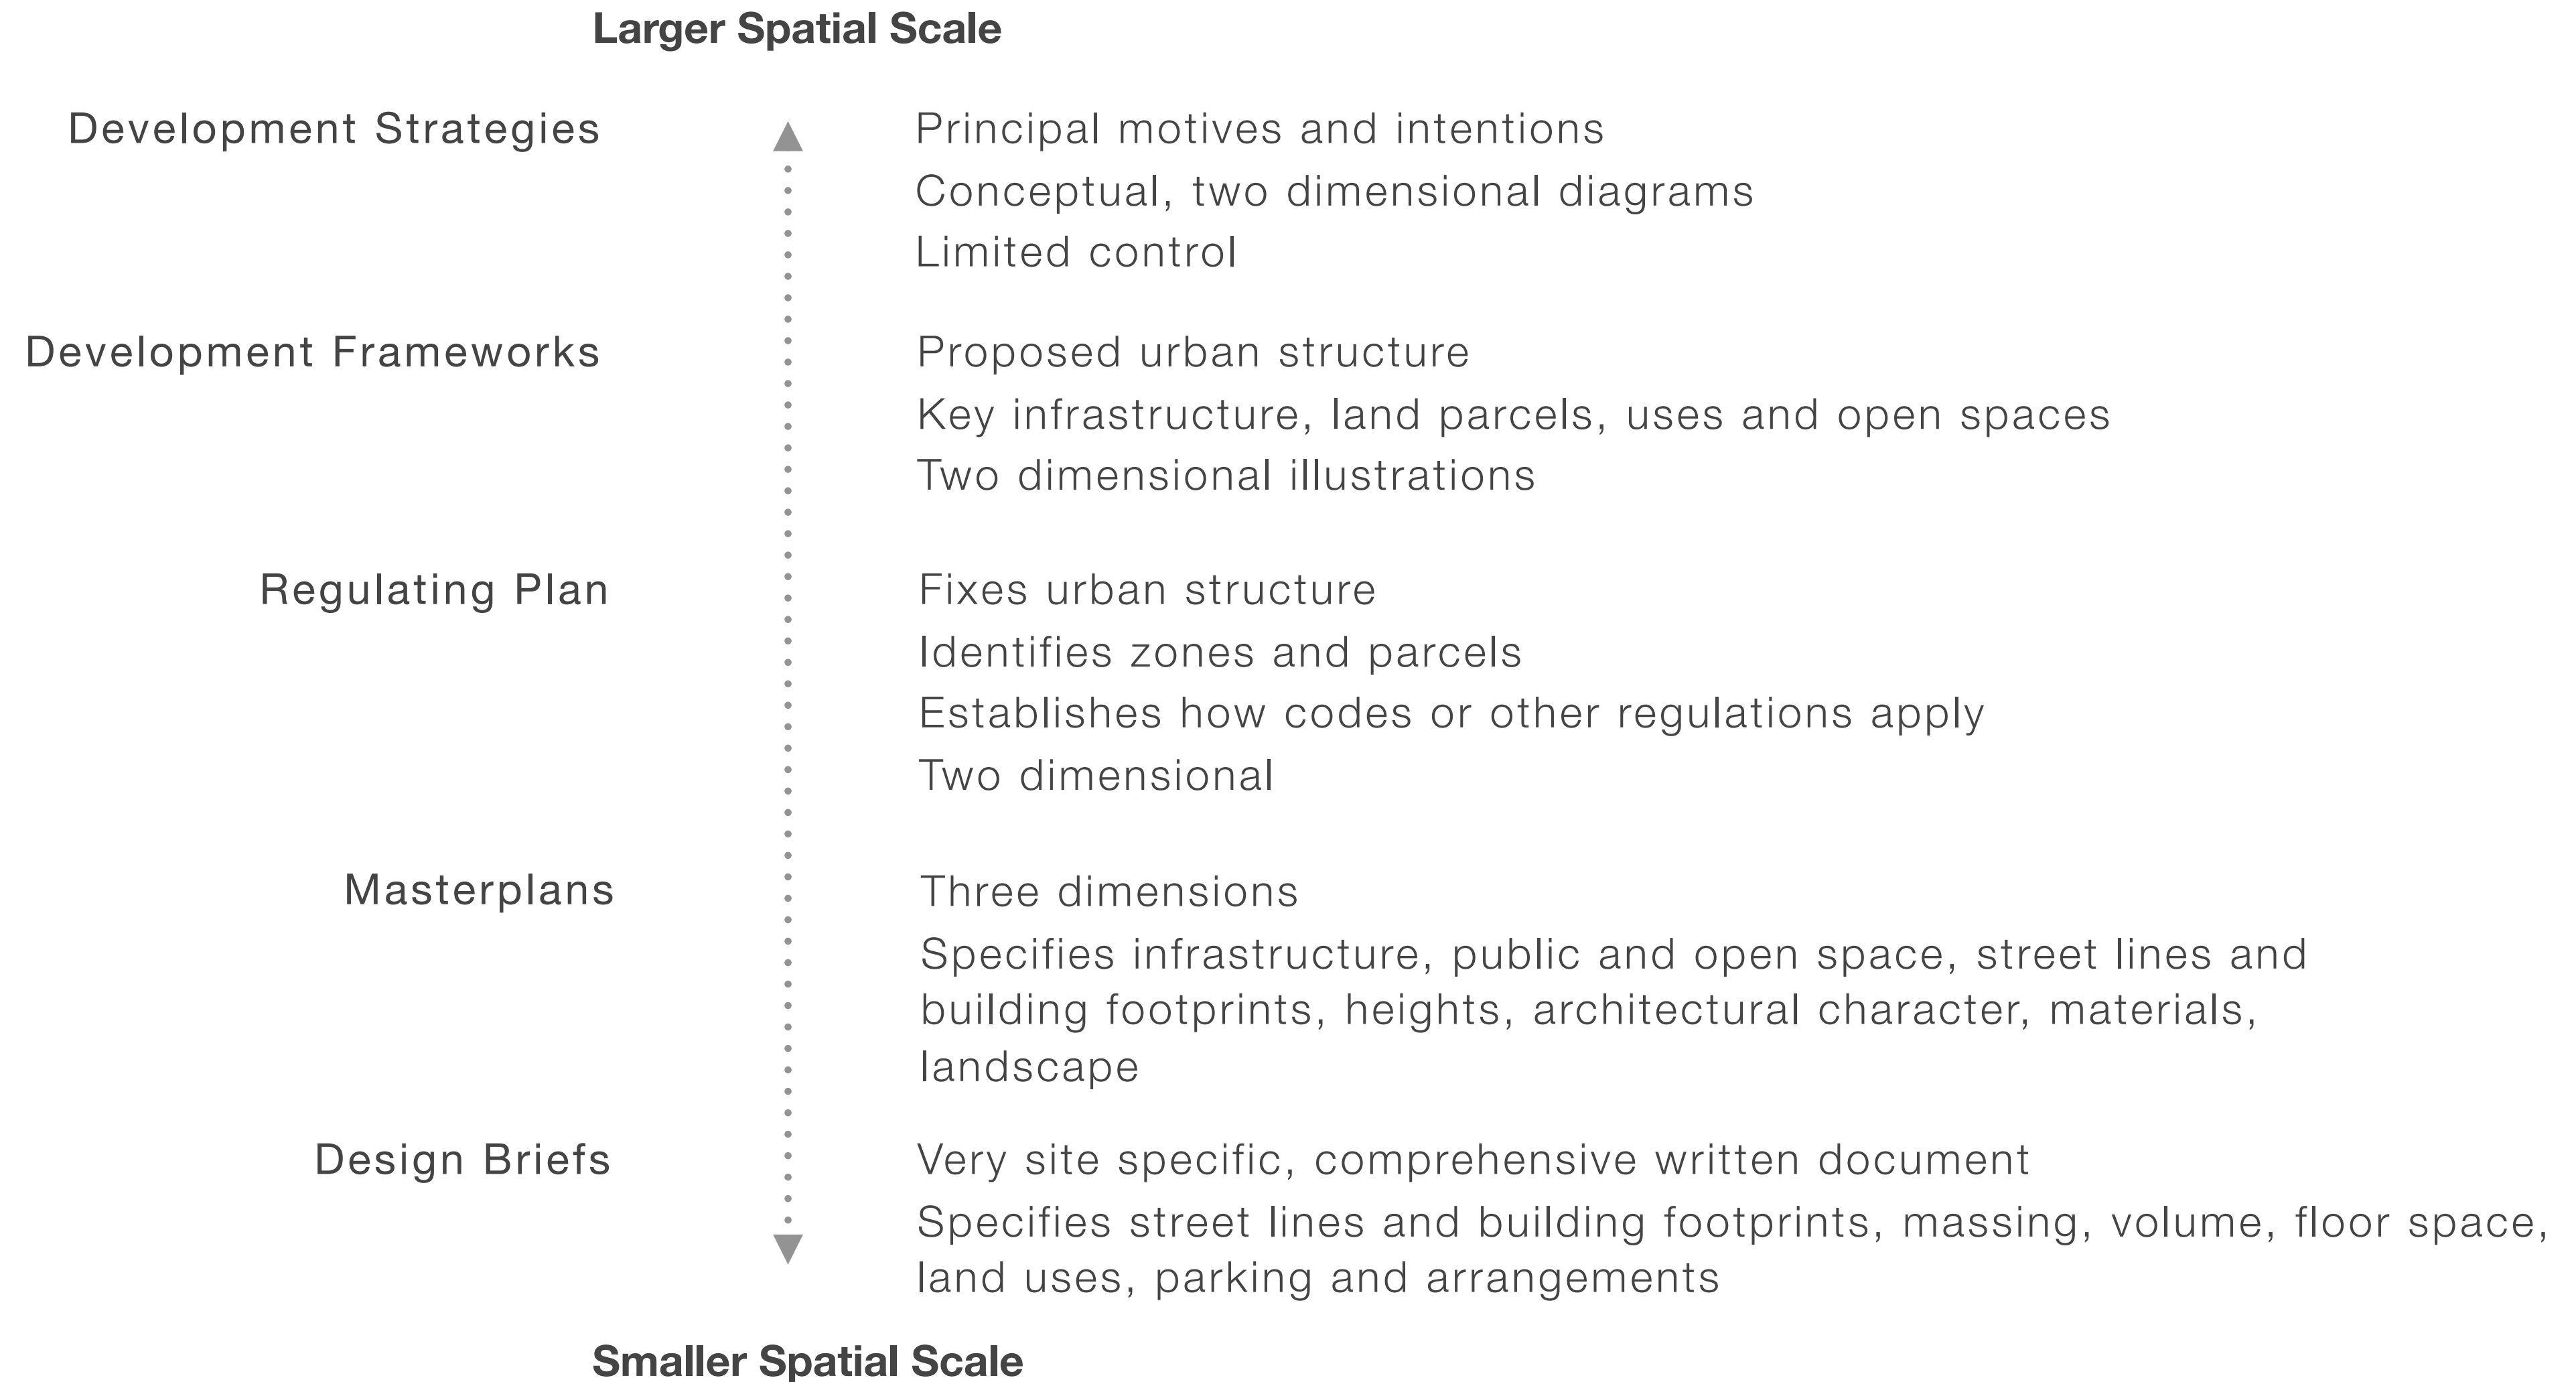 Larger Spatial Scale
Development Strategies
Principal motives and intentions
Conceptual, two dimensional diagrams
Limited control
Development Frameworks
Proposed urban structure
Key infrastructure, land parcels, uses and open spaces
Two dimensional illustrations
Regulating Plan
Fixes urban structure
Identifies zones and parcels
Establishes how codes or other regulations apply
Two dimensional
Masterplans
Three dimensions
Specifies infrastructure, public and open space, street lines and
building footprints, heights, architectural character, materials,
landscape
Design Briefs
Very site specific, comprehensive written document
Specifies street lines and building footprints, massing, volume, floor space,
land uses, parking and arrangements
Smaller Spatial Scale